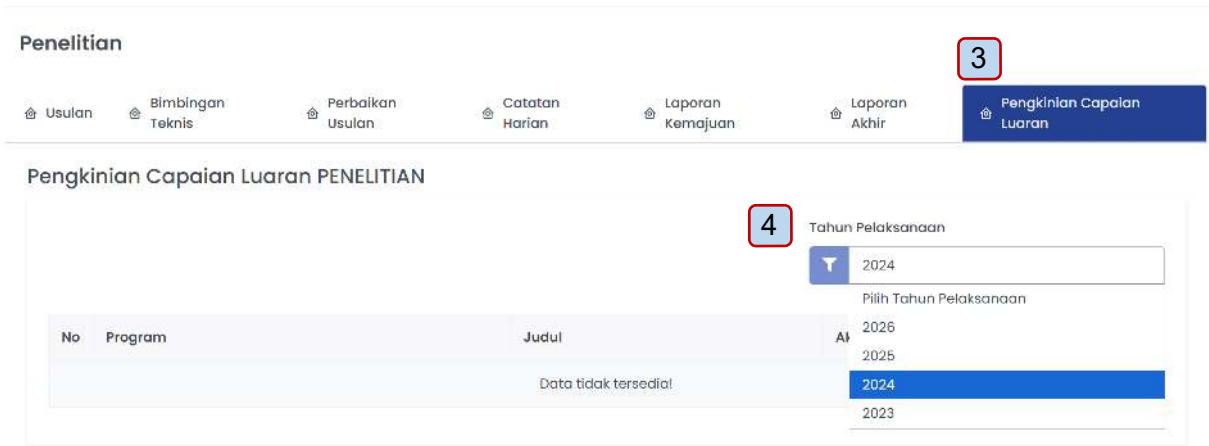 Penelitian
3
Usulan
Bimbingan
Teknis
Perbaikan
Usulan
Catatan
Harian
Laporan
Kemajuan
Laporan
Akhir
Pengkinian Capaian
Luaran
Pengkinian Capaian Luaran PENELITIAN
4
Tahun Pelaksanaan
2024
Pilih Tahun Pelaksanaan
2026
2025
2024
2023
No Program Judul
Data tidak tersedia!